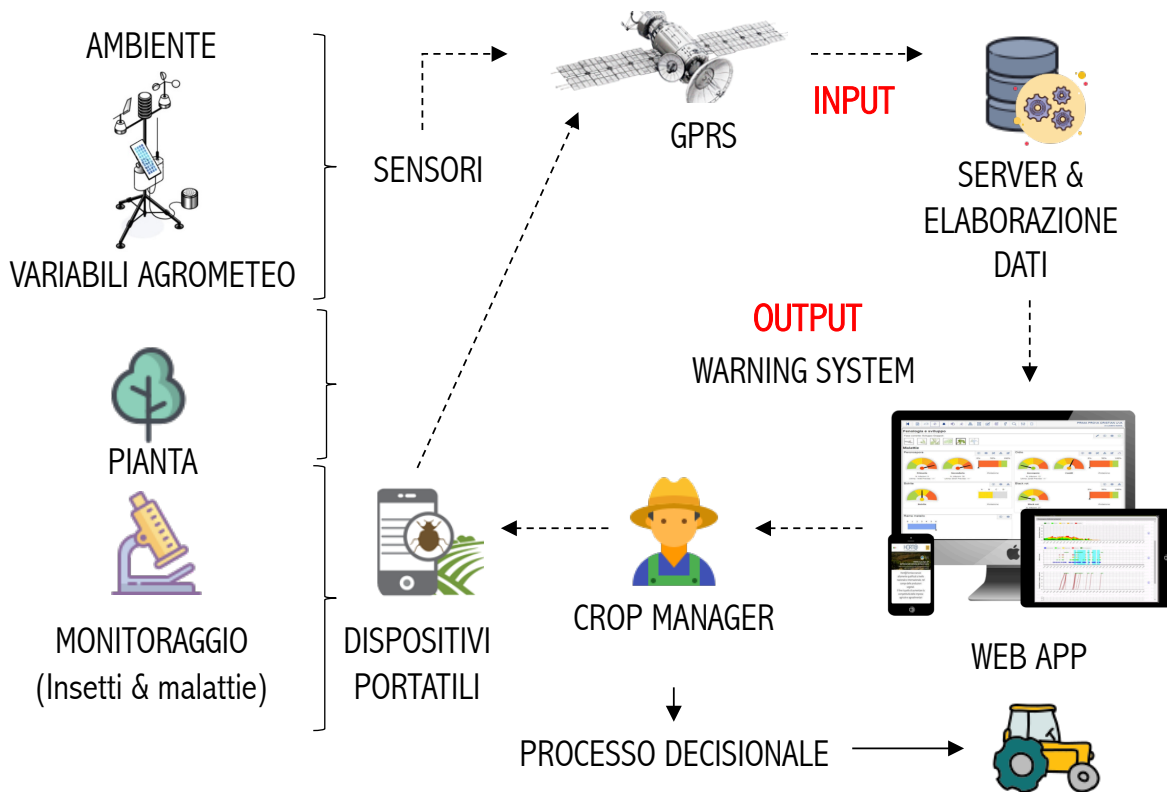 AMBIENTE
VARIABILI AGROMETEO
SENSORI
GPRS
INPUT
SERVER &
ELABORAZIONE
DATI
OUTPUT
WARNING SYSTEM
PIANTA
MONITORAGGIO
(Insetti & malattie)
DISPOSITIVI
PORTATILI
CROP MANAGER
WEB APP
PROCESSO DECISIONALE